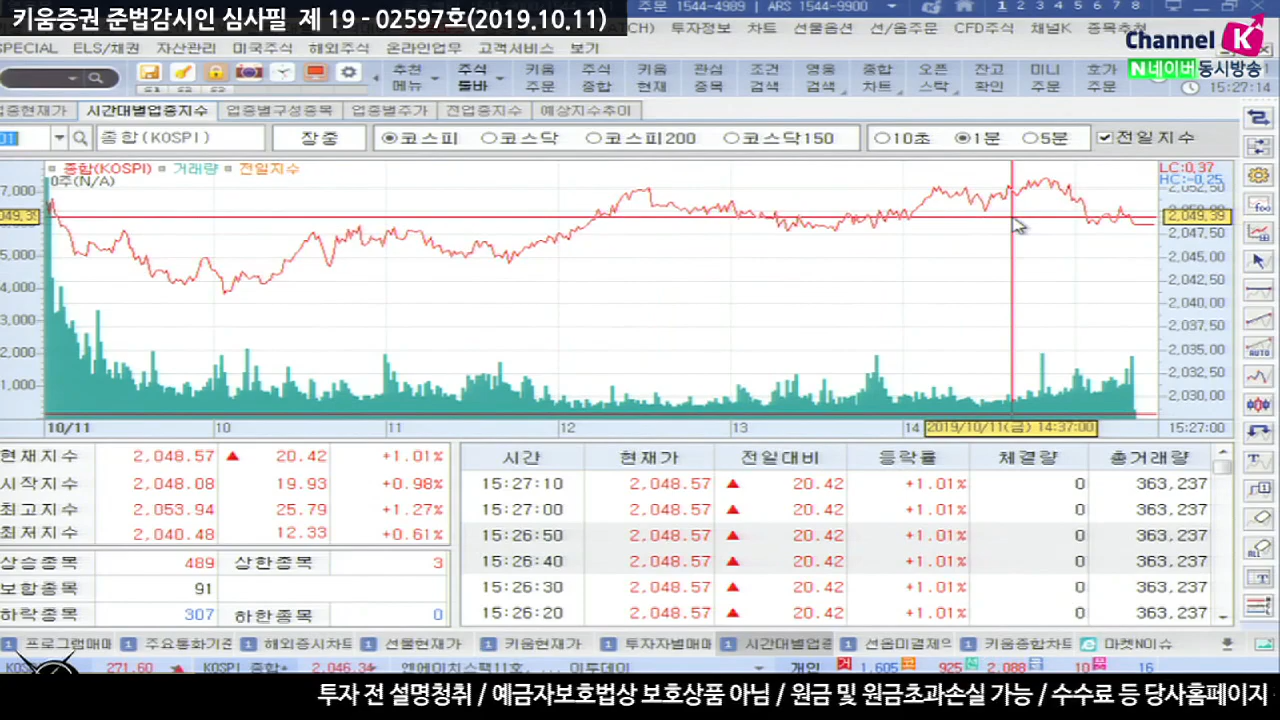 키움증권 준법감시인 심사필 제 19 - 02597호(2019.10.11)
주문 1544-4989 | ARS 1544-9900
1 2 3 4 5 6 7 8
투자정보 차트 선물옵션 선/옵주문 CFD주식 채널K 종목추천
SPECIAL ELS/채권 자산관리 미국주식 해외주식 온라인업무 고객서비스 보기
Channel K
N네이버 동시방송
추천 메뉴 주식 툴바 키움 주문 주식 종합 키움 현재 관심 종목 조건 검색 영웅 검색 종합 차트 오픈 스탁 잔고 확인 미니 주문 호가 주문
15:27:14
업종현재가 시간대별업종지수 업종별구성종목 업종별주가 전업종지수 예상지수추이
01 종합(KOSPI) 장중 코스피 코스닥 코스피200 코스닥150 10초 1분 5분 전일지수
종합(KOSPI) 거래량 전일지수
0주(N/A)
LC:0,37
HC:-0,25
7,000
2,052,50
2,049,39
2,047,50
5,000
2,045,00
2,042,50
4,000
2,040,00
3,000
2,037,50
2,000
2,035,00
2,032,50
1,000
2,030,00
10/11 10 11 12 13 14 2019/10/11(금) 14:37:00 15:27:00
현재지수 2,048.57 ▲ 20.42 +1.01%
시작지수 2,048.08 19.93 +0.98%
최고지수 2,053.94 25.79 +1.27%
최저지수 2,040.48 12.33 +0.61%
상승종목 489 상한종목 3
보합종목 91
하락종목 307 하한종목 0
시간 현재가 전일대비 등락률 체결량 총거래량
15:27:10 2,048.57 ▲ 20.42 +1.01% 0 363,237
15:27:00 2,048.57 ▲ 20.42 +1.01% 0 363,237
15:26:50 2,048.57 ▲ 20.42 +1.01% 0 363,237
15:26:40 2,048.57 ▲ 20.42 +1.01% 0 363,237
15:26:30 2,048.57 ▲ 20.42 +1.01% 0 363,237
15:26:20 2,048.57 ▲ 20.42 +1.01% 0 363,237
1 프로그램매매 1 주요통화기준 1 해외증시차트 1 선물현재가 1 키움현재가 1 투자자별매매 1 시간대별업종 1 선옵미결제 1 키움종합차트 마켓N이슈
271.60 KOSPI 종합 2,046.34 엔에이치스팩11호, 이투데이 개인 1,605 925 2,088 10 16
투자 전 설명청취 / 예금자보호법상 보호상품 아님 / 원금 및 원금초과손실 가능 / 수수료 등 당사홈페이지